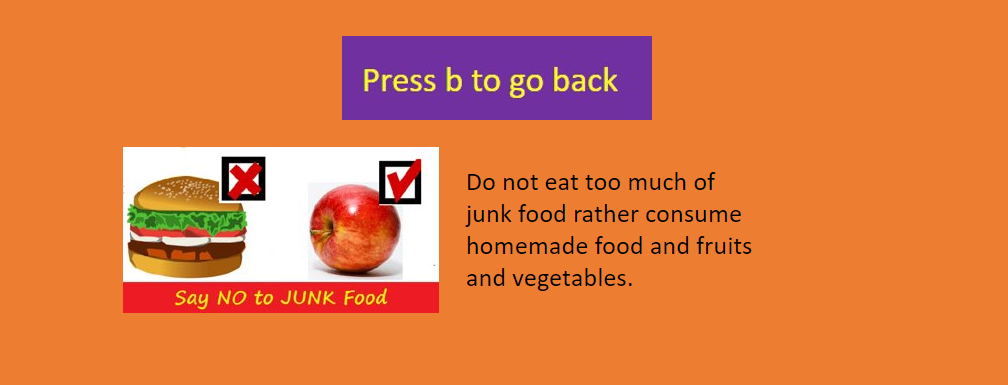 Press b to go back
Say NO to JUNK Food
Do not eat too much of
junk food rather consume
homemade food and fruits
and vegetables.